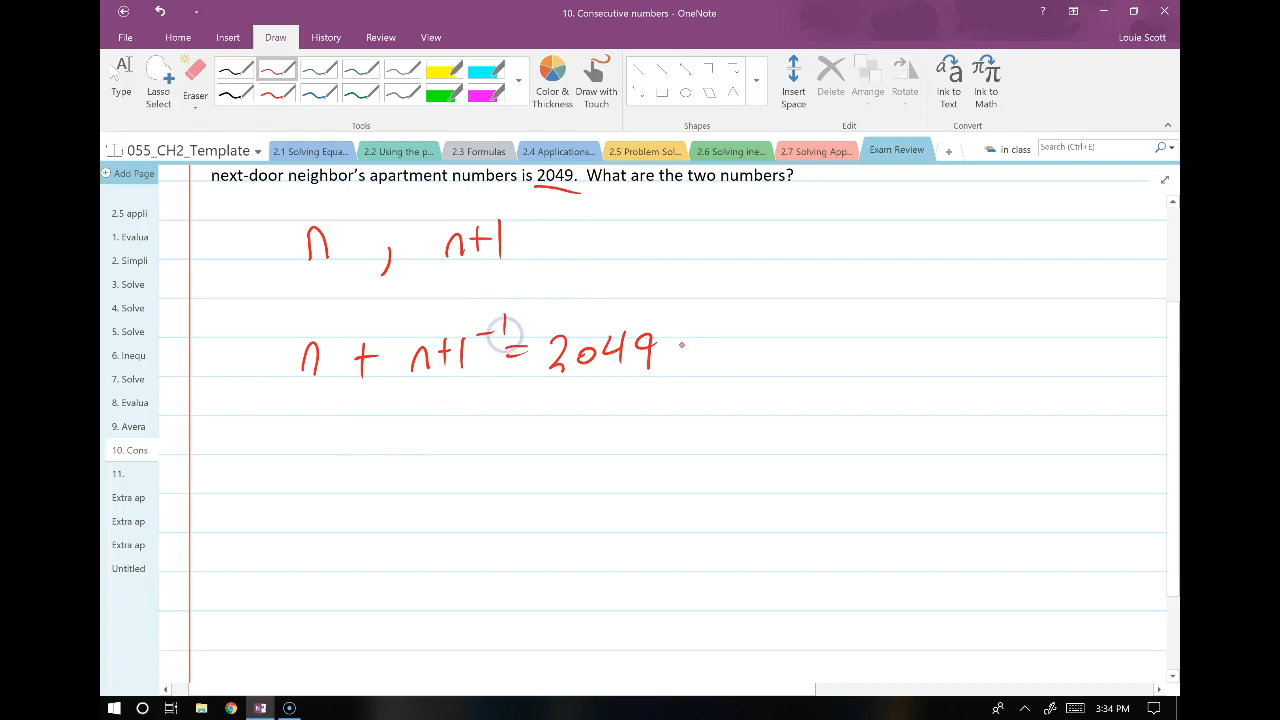 10. Consecutive numbers - OneNote
File Home Insert Draw History Review View Louie Scott
Type Lasso Select Eraser Color & Thickness Draw with Touch Insert Space Delete Arrange Rotate Ink to Text Ink to Math
Tools Shapes Edit Convert
055_CH2_Template 2.1 Solving Equa... 2.2 Using the p... 2.3 Formulas 2.4 Applications... 2.5 Problem Sol... 2.6 Solving ine... 2.7 Solving App... Exam Review + in class Search (Ctrl+E)
Add Page
next-door neighbor's apartment numbers is 2049. What are the two numbers?
2.5 appli
1. Evalua
2. Simpli
3. Solve
4. Solve
5. Solve
6. Inequ
7. Solve
8. Evalua
9. Avera
10. Cons
11.
Extra ap
Extra ap
Extra ap
Untitled
n , n+1
n + n+1 -1 = 2049
3:34 PM